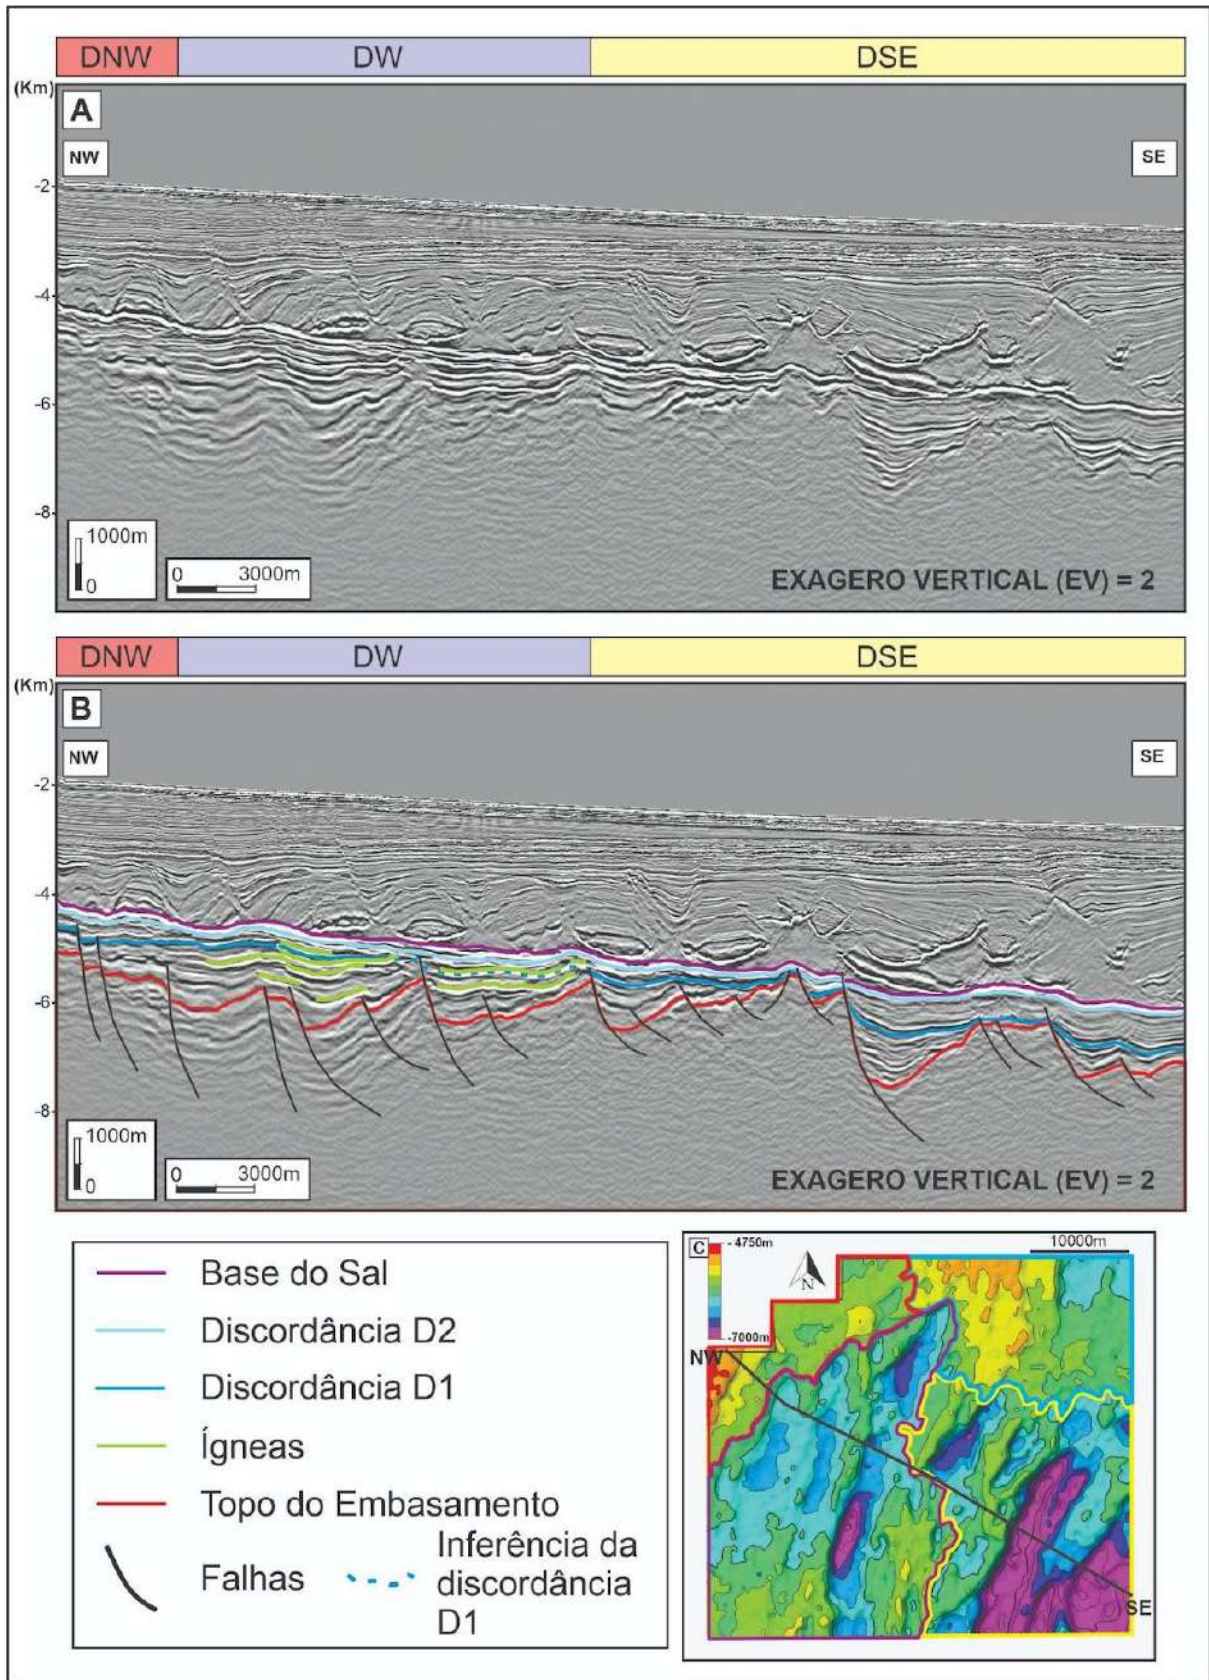 DNW DW DSE
(Km)
A
NW SE
-2
-4
-6
-8
1000m
0
0 3000m
EXAGERO VERTICAL (EV) = 2
DNW DW DSE
(Km)
B
NW SE
-2
-4
-6
-8
1000m
0
0 3000m
EXAGERO VERTICAL (EV) = 2
Base do Sal
Discordância D2
Discordância D1
Ígneas
Topo do Embasamento
Falhas
Inferência da
discordância
D1
C
- 4750m
-7000m
N
10000m
NW
SE